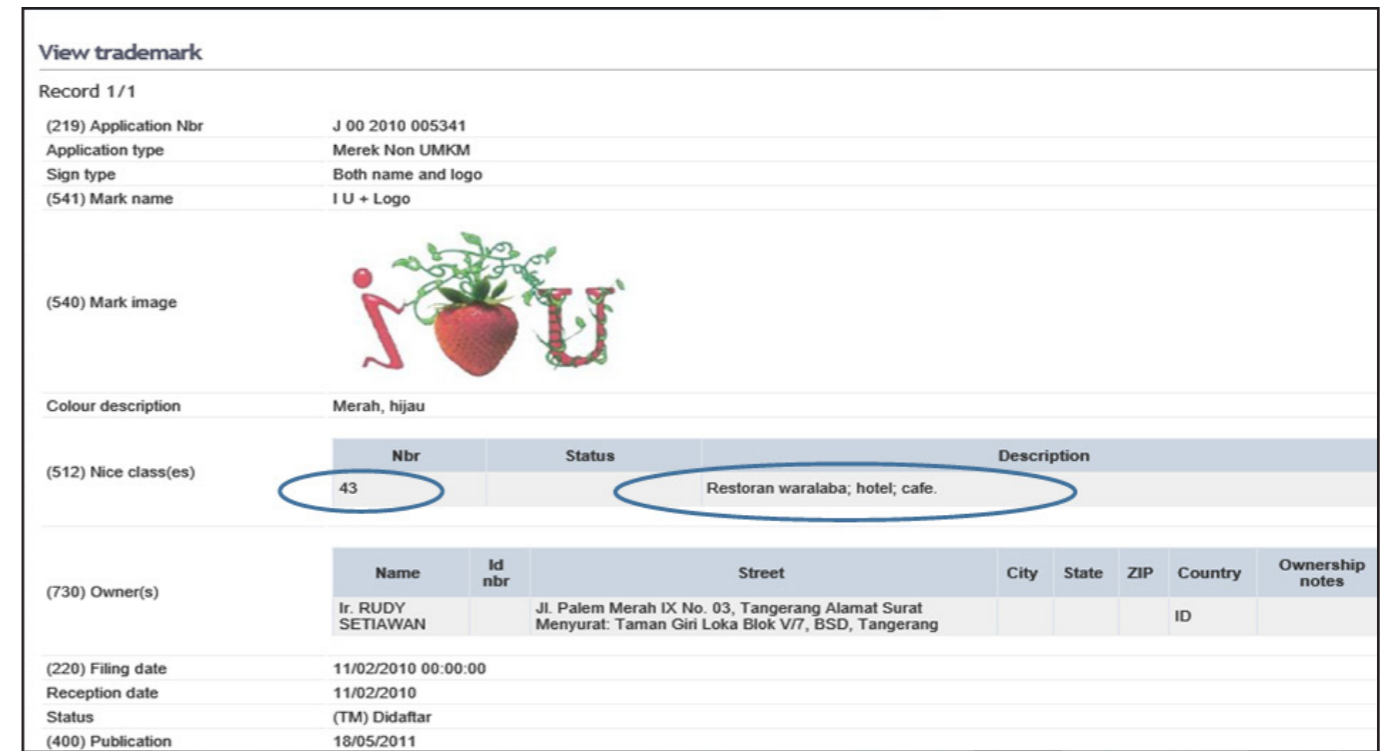 View trademark
Record 1/1
(219) Application Nbr J 00 2010 005341
Application type Merek Non UMKM
Sign type Both name and logo
(541) Mark name I U + Logo
(540) Mark image
i U
Colour description Merah, hijau
(512) Nice class(es)
Nbr Status Description
43 Restoran waralaba; hotel; cafe.
(730) Owner(s)
Name Id nbr Street City State ZIP Country Ownership notes
Ir. RUDY SETIAWAN Jl. Palem Merah IX No. 03, Tangerang Alamat Surat Menyurat: Taman Giri Loka Blok V/7, BSD, Tangerang ID
(220) Filing date 11/02/2010 00:00:00
Reception date 11/02/2010
Status (TM) Didaftar
(400) Publication 18/05/2011